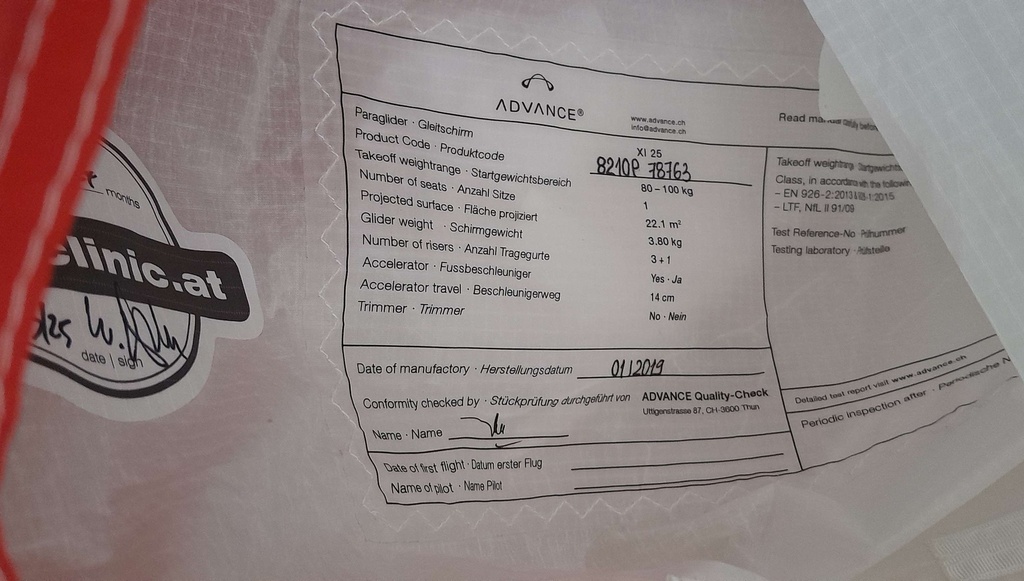 months
clinic.at
date | sign
ADVANCE®
www.advance.ch
info@advance.ch
Paraglider · Gleitschirm XI 25
Product Code · Produktcode 8210P 78763
Takeoff weightrange · Startgewichtsbereich 80 – 100 kg
Number of seats · Anzahl Sitze 1
Projected surface · Fläche projiziert 22.1 m²
Glider weight · Schirmgewicht 3.80 kg
Number of risers · Anzahl Tragegurte 3 + 1
Accelerator · Fussbeschleuniger Yes · Ja
Accelerator travel · Beschleunigerweg 14 cm
Trimmer · Trimmer No · Nein
Date of manufactory · Herstellungsdatum 01 | 2019
Conformity checked by · Stückprüfung durchgeführt von ADVANCE Quality-Check
Uttigenstrasse 87, CH-3600 Thun
Name · Name
Date of first flight · Datum erster Flug
Name of pilot · Name Pilot
Read
Takeoff
Class, in
– EN 926-2:2013
– LTF, NfL II 91/09
Test Reference-No
Testing laboratory
Detailed test report visit www.advance.ch
Periodic inspection after · Periodische